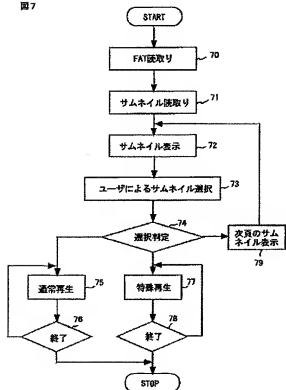 図7
START
FAT読取り
70
サムネイル読取り
71
サムネイル表示
72
ユーザによるサムネイル選択
73
選択判定
74
次頁のサム
ネイル表示
79
通常再生
75
特殊再生
77
終了
76
終了
78
STOP